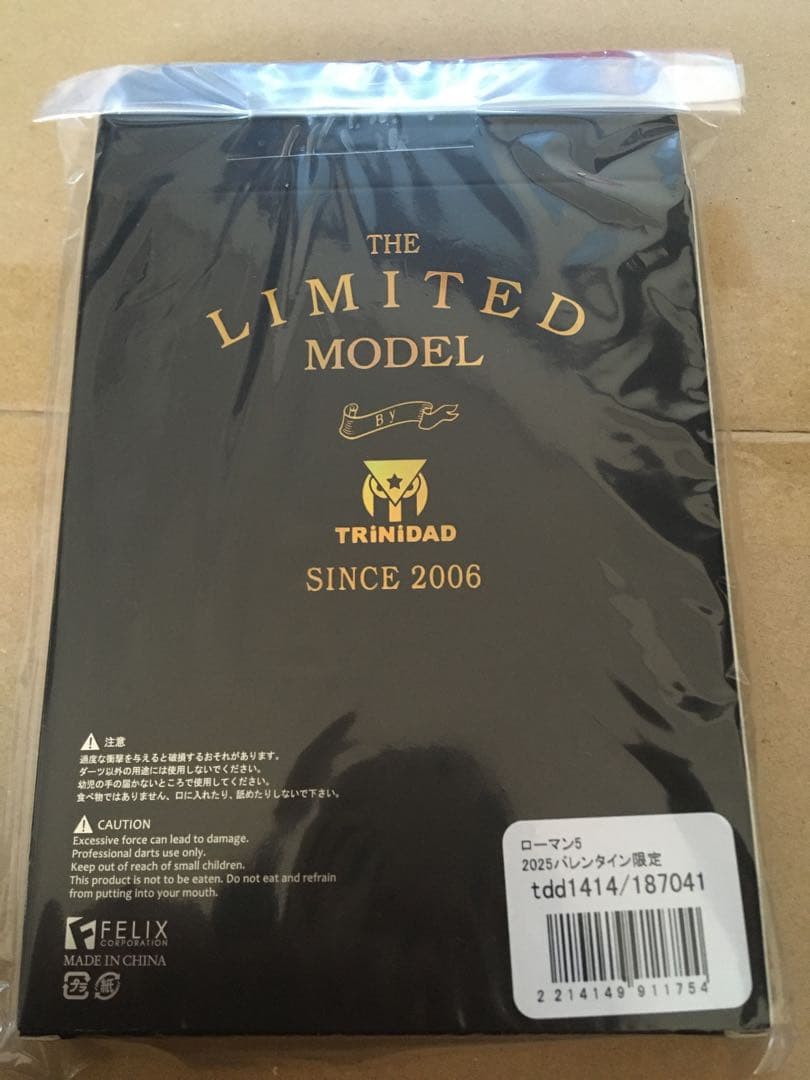 THE
LIMITED
MODEL
By
TRiNiDAD
SINCE 2006
注意
過度な衝撃を与えると破損するおそれがあります。
ダーツ以外の用途には使用しないでください。
幼児の手の届かないところで使用してください。
食べ物ではありません、口に入れたり、舐めたりしないで下さい。
CAUTION
Excessive force can lead to damage.
Professional darts use only.
Keep out of reach of small children.
This product is not to be eaten. Do not eat and refrain
from putting into your mouth.
FELIX
CORPORATION
MADE IN CHINA
プラ 紙
ローマン5
2025バレンタイン限定
tdd1414/187041
2 214149 911754